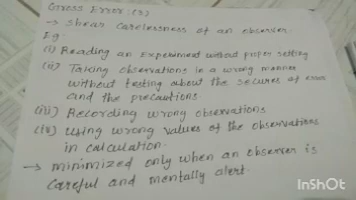 Gross Error : (3)
→ Shear carelessness of an observer.
Eg:
(i) Reading an experiment without proper setting
(ii) Taking observations in a wrong manner
without testing about the secures of error
and the precautions.
(iii) Recording wrong observations
(iv) Using wrong values of the observations
in calculation.
→ minimized only when an observer is
careful and mentally alert.
InShOt